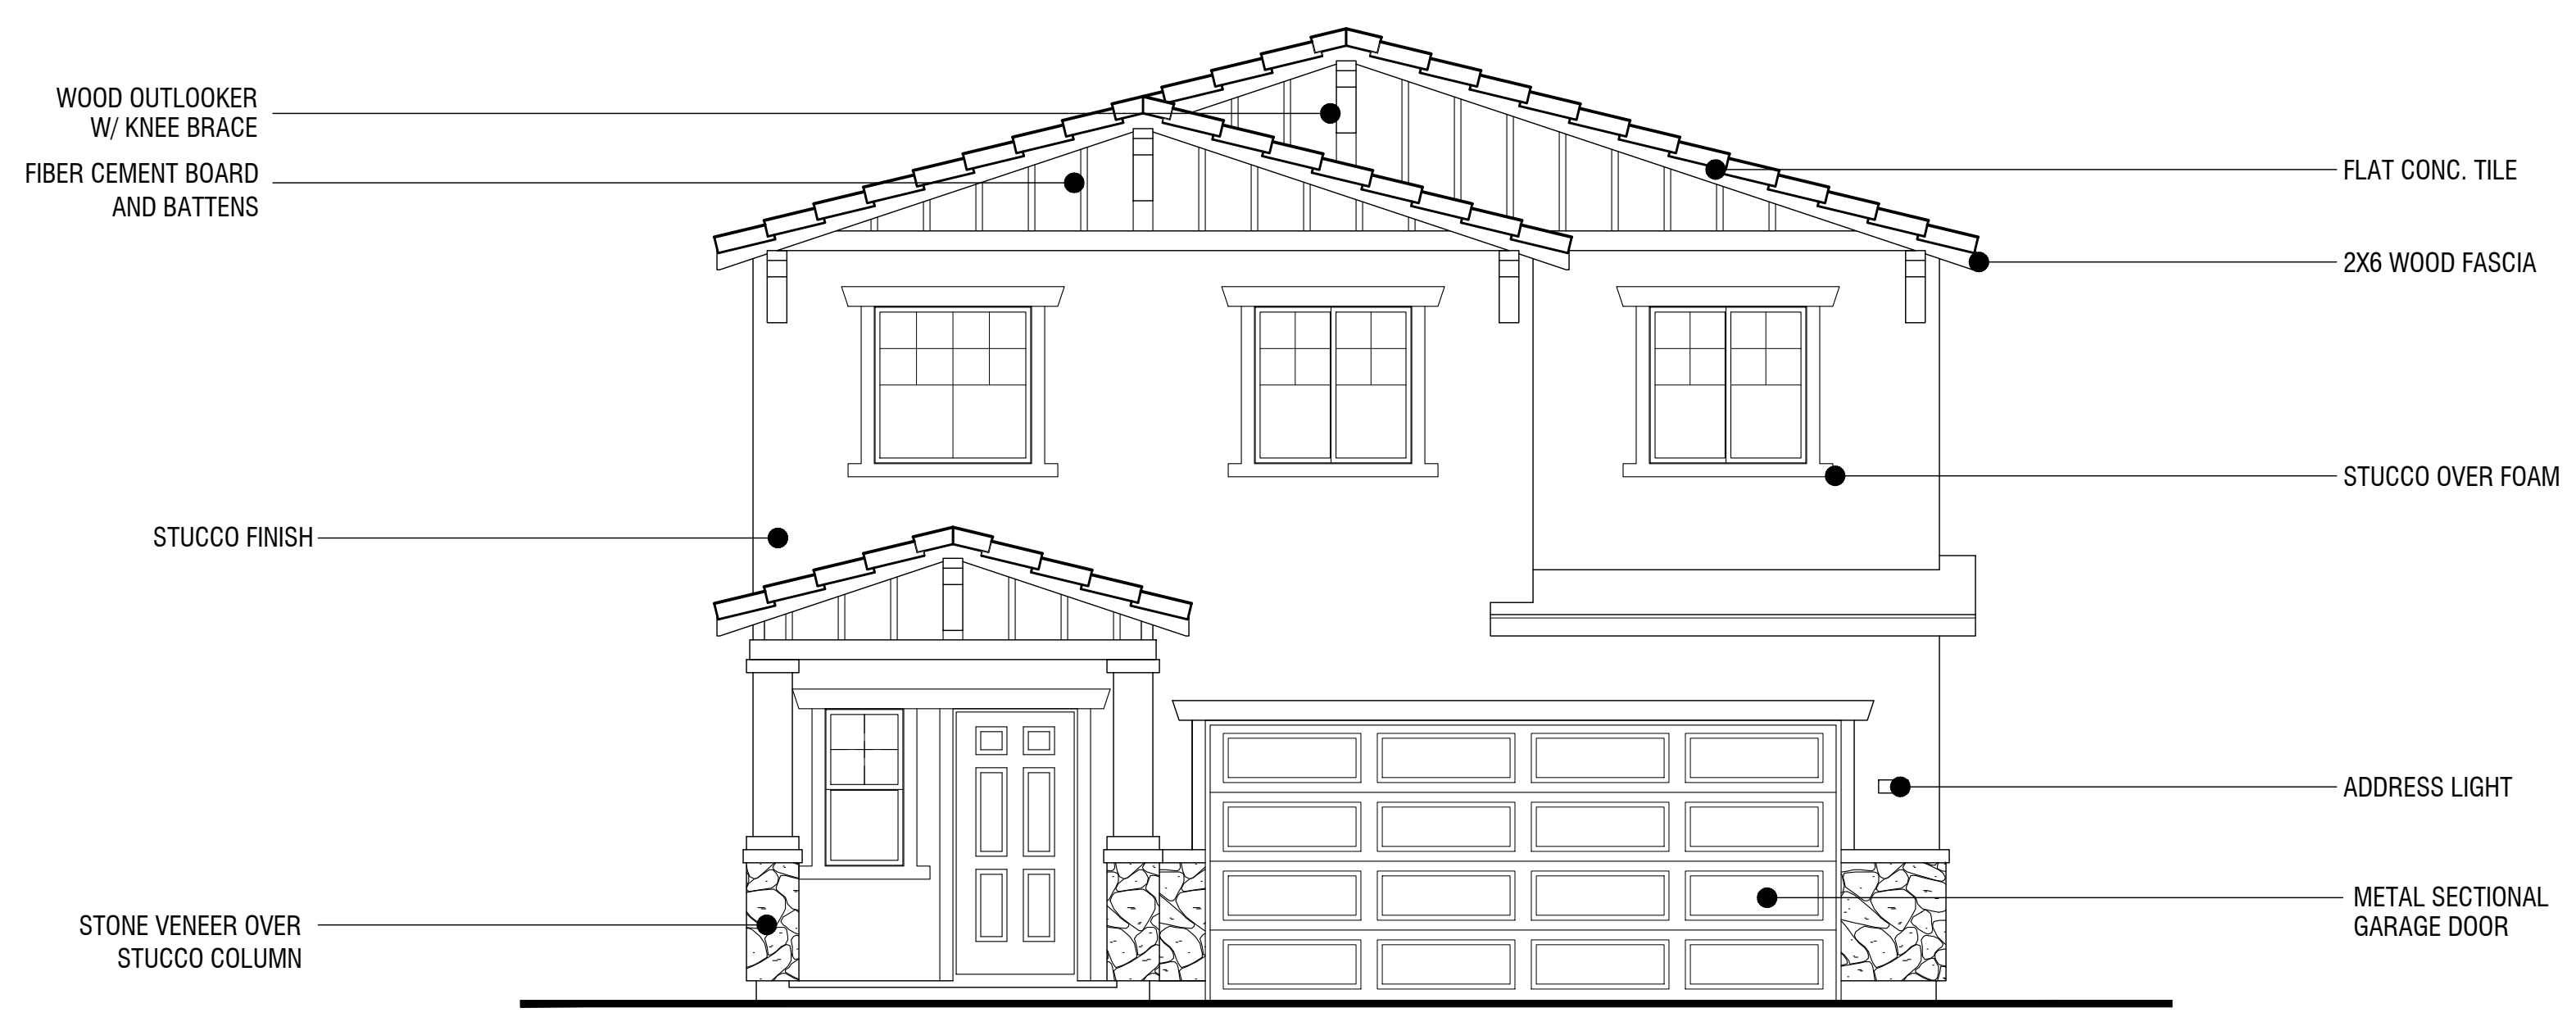 WOOD OUTLOOKER
W/ KNEE BRACE
FIBER CEMENT BOARD
AND BATTENS
STUCCO FINISH
STONE VENEER OVER
STUCCO COLUMN
FLAT CONC. TILE
2X6 WOOD FASCIA
STUCCO OVER FOAM
ADDRESS LIGHT
METAL SECTIONAL
GARAGE DOOR